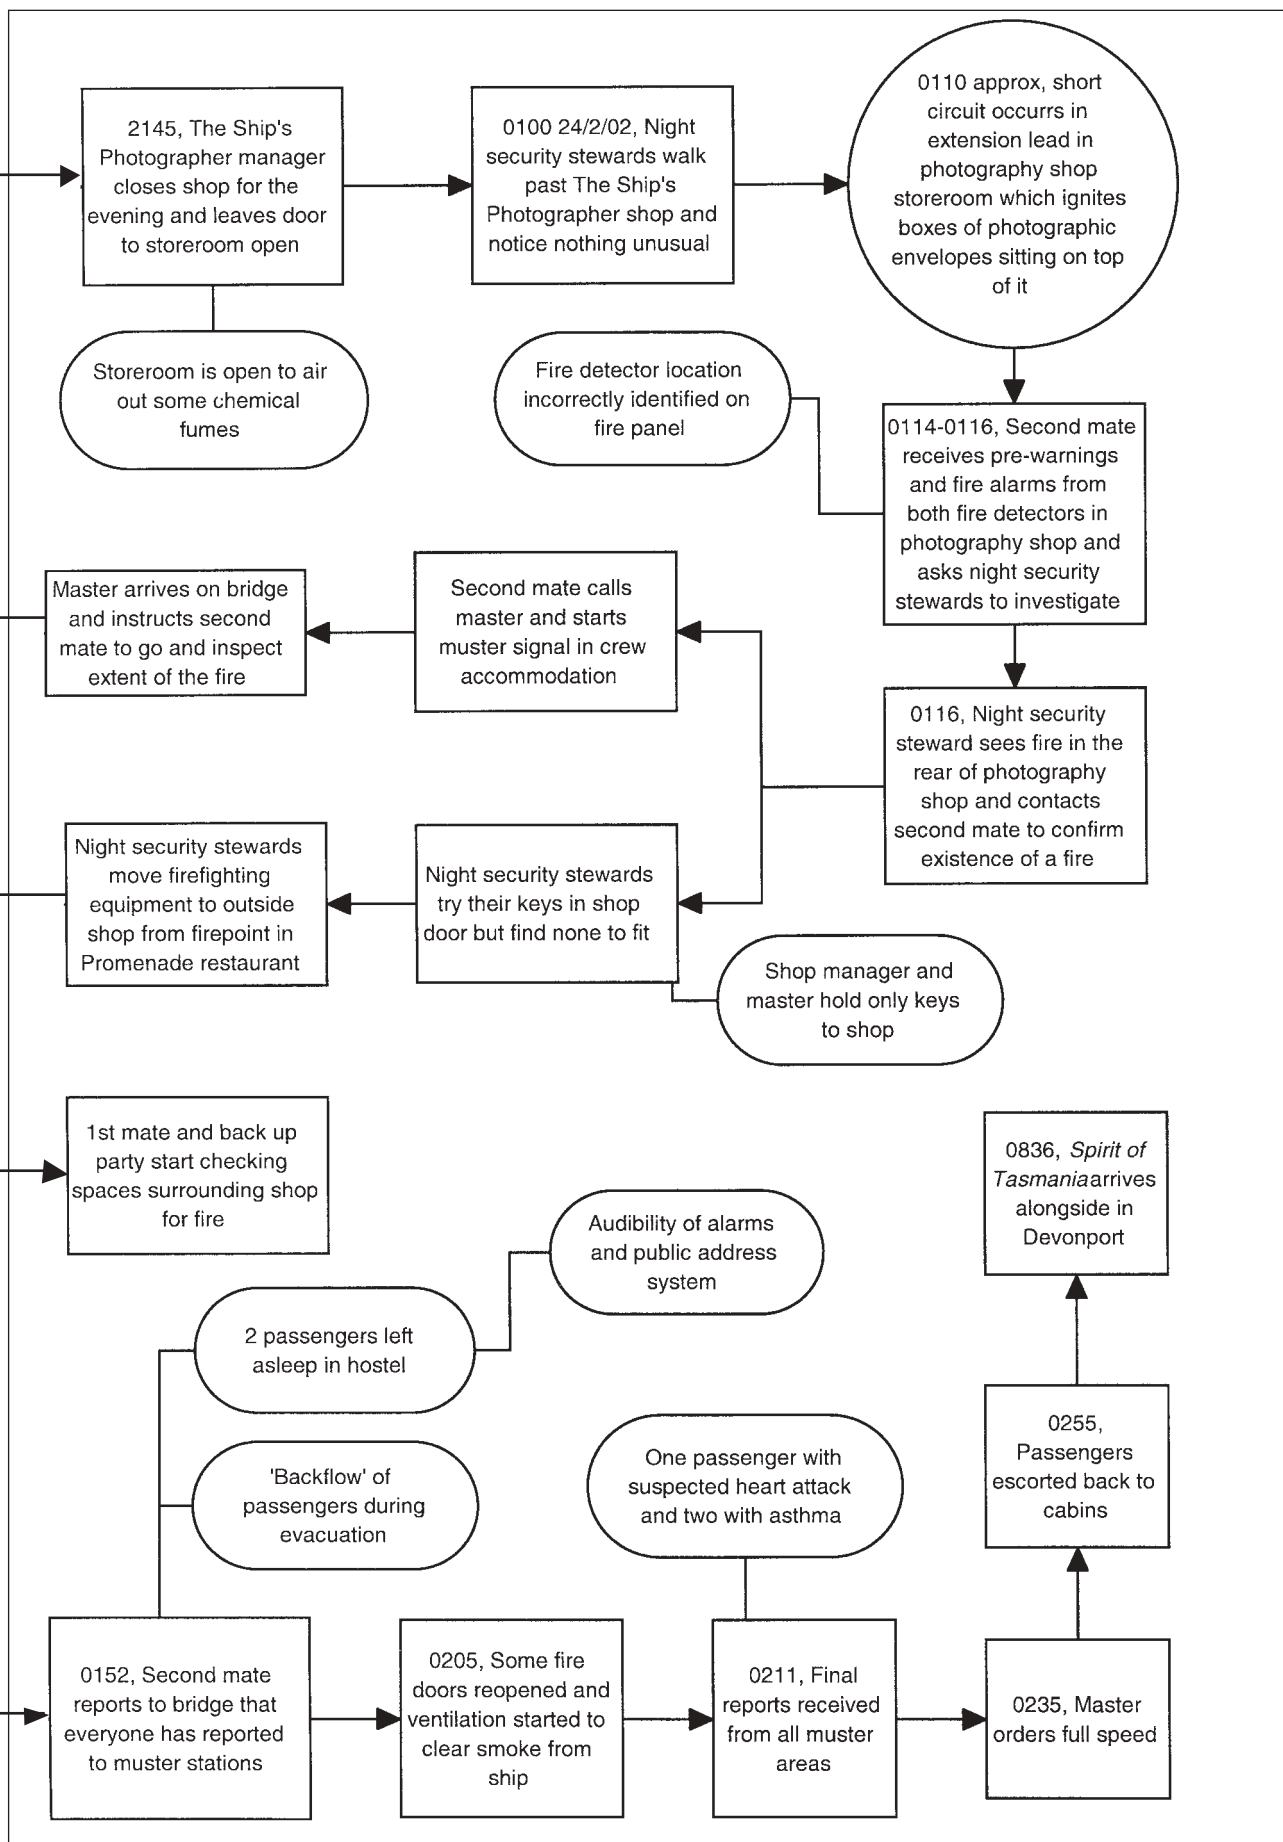 2145, The Ship's
Photographer manager
closes shop for the
evening and leaves door
to storeroom open
0100 24/2/02, Night
security stewards walk
past The Ship's
Photographer shop and
notice nothing unusual
0110 approx, short
circuit occurrs in
extension lead in
photography shop
storeroom which ignites
boxes of photographic
envelopes sitting on top
of it
Storeroom is open to air
out some chemical
fumes
Fire detector location
incorrectly identified on
fire panel
0114-0116, Second mate
receives pre-warnings
and fire alarms from
both fire detectors in
photography shop and
asks night security
stewards to investigate
Master arrives on bridge
and instructs second
mate to go and inspect
extent of the fire
Second mate calls
master and starts
muster signal in crew
accommodation
0116, Night security
steward sees fire in the
rear of photography
shop and contacts
second mate to confirm
existence of a fire
Night security stewards
move firefighting
equipment to outside
shop from firepoint in
Promenade restaurant
Night security stewards
try their keys in shop
door but find none to fit
Shop manager and
master hold only keys
to shop
1st mate and back up
party start checking
spaces surrounding shop
for fire
0836, Spirit of
Tasmaniaarrives
alongside in
Devonport
Audibility of alarms
and public address
system
2 passengers left
asleep in hostel
'Backflow' of
passengers during
evacuation
One passenger with
suspected heart attack
and two with asthma
0255,
Passengers
escorted back to
cabins
0152, Second mate
reports to bridge that
everyone has reported
to muster stations
0205, Some fire
doors reopened and
ventilation started to
clear smoke from
ship
0211, Final
reports received
from all muster
areas
0235, Master
orders full speed